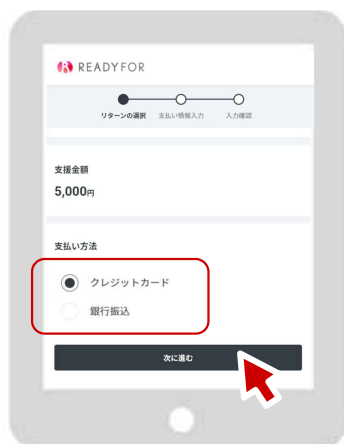 READYFOR
リターンの選択 支払い情報入力 入力確認
支援金額
5,000円
支払い方法
クレジットカード
銀行振込
次に進む